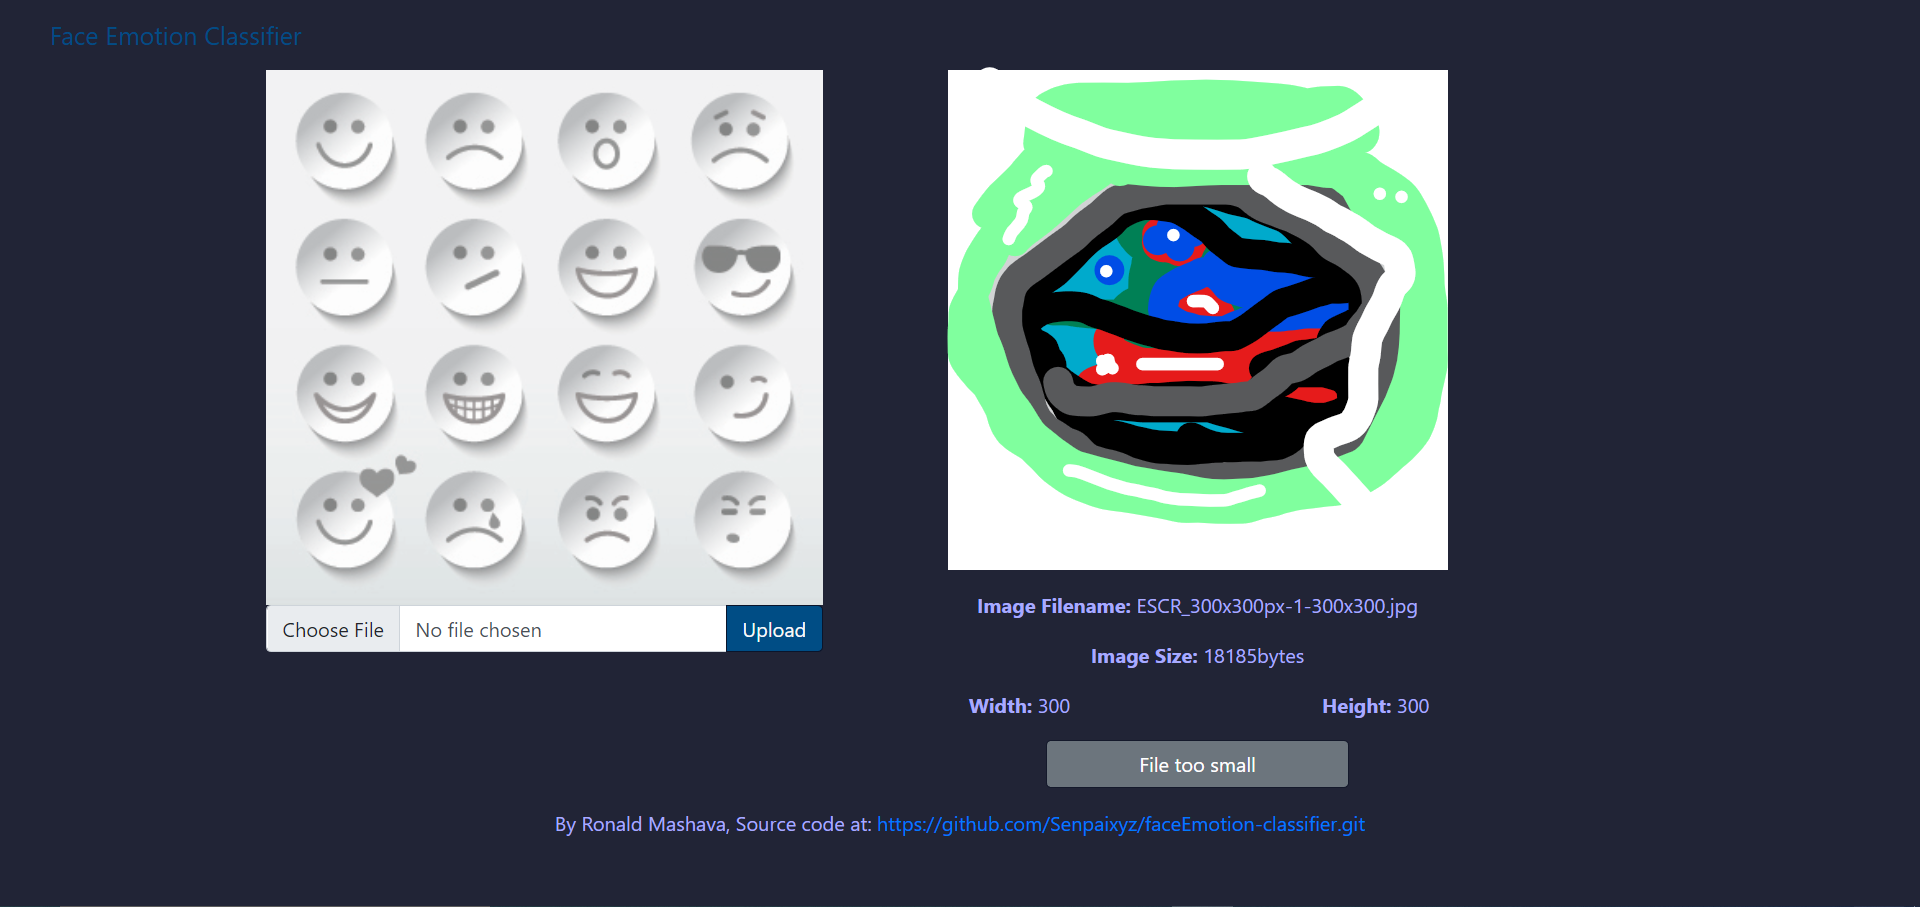 Face Emotion Classifier
Choose File No file chosen Upload
Image Filename: ESCR_300x300px-1-300x300.jpg
Image Size: 18185bytes
Width: 300 Height: 300
File too small
By Ronald Mashava, Source code at: https://github.com/Senpaixyz/faceEmotion-classifier.git